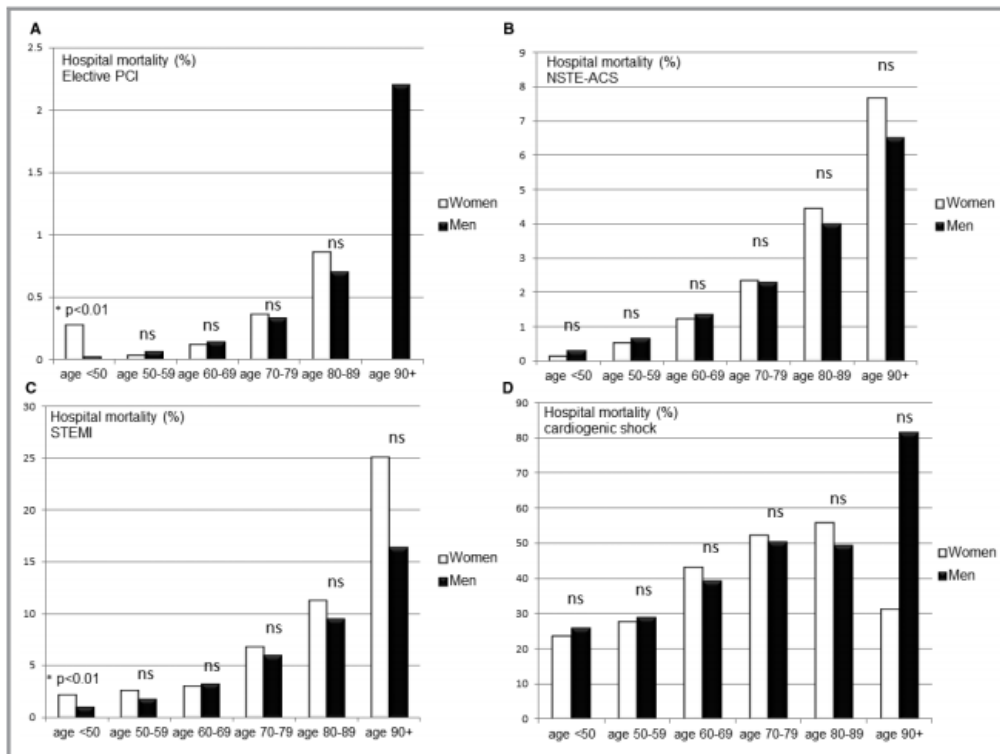 A
Hospital mortality (%)
Elective PCI
2.5
2
1.5
1
0.5
0
* p<0.01
ns
ns
ns
ns
age <50 age 50-59 age 60-69 age 70-79 age 80-89 age 90+
Women
Men
B
Hospital mortality (%)
NSTE-ACS
9
8
7
6
5
4
3
2
1
0
ns
ns
ns
ns
ns
ns
age <50 age 50-59 age 60-69 age 70-79 age 80-89 age 90+
Women
Men
C
Hospital mortality (%)
STEMI
30
25
20
15
10
5
0
* p<0.01
ns
ns
ns
ns
ns
age <50 age 50-59 age 60-69 age 70-79 age 80-89 age 90+
Women
Men
D
Hospital mortality (%)
cardiogenic shock
90
80
70
60
50
40
30
20
10
0
ns
ns
ns
ns
ns
ns
age <50 age 50-59 age 60-69 age 70-79 age 80-89 age 90+
Women
Men